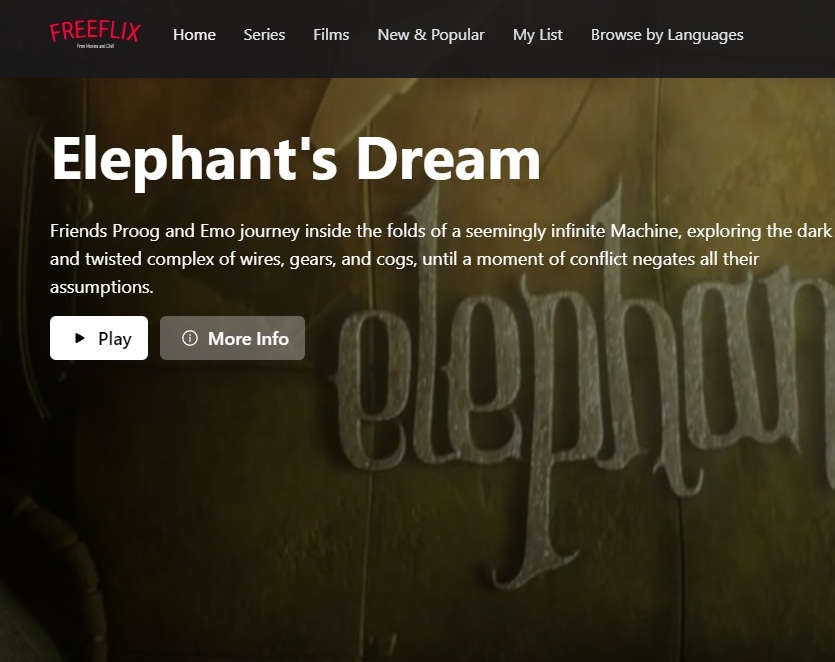 FREEFLIX
Free Movies and Chill
Home Series Films New & Popular My List Browse by Languages
Elephant's Dream
Friends Proog and Emo journey inside the folds of a seemingly infinite Machine, exploring the dark
and twisted complex of wires, gears, and cogs, until a moment of conflict negates all their
assumptions.
Play More Info
elephan